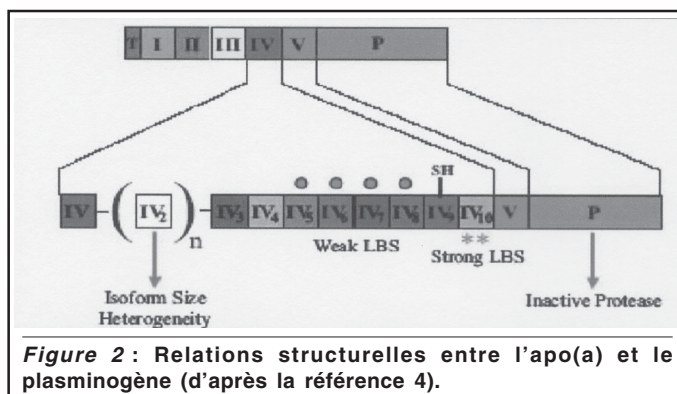 T I II III IV V P
SH
IV ( IV2 )n IV3 IV4 IV5 IV6 IV7 IV8 IV9 IV10 V P
**
Weak LBS Strong LBS
Isoform Size
Heterogeneity
Inactive Protease
Figure 2 : Relations structurelles entre l'apo(a) et le
plasminogène (d'après la référence 4).